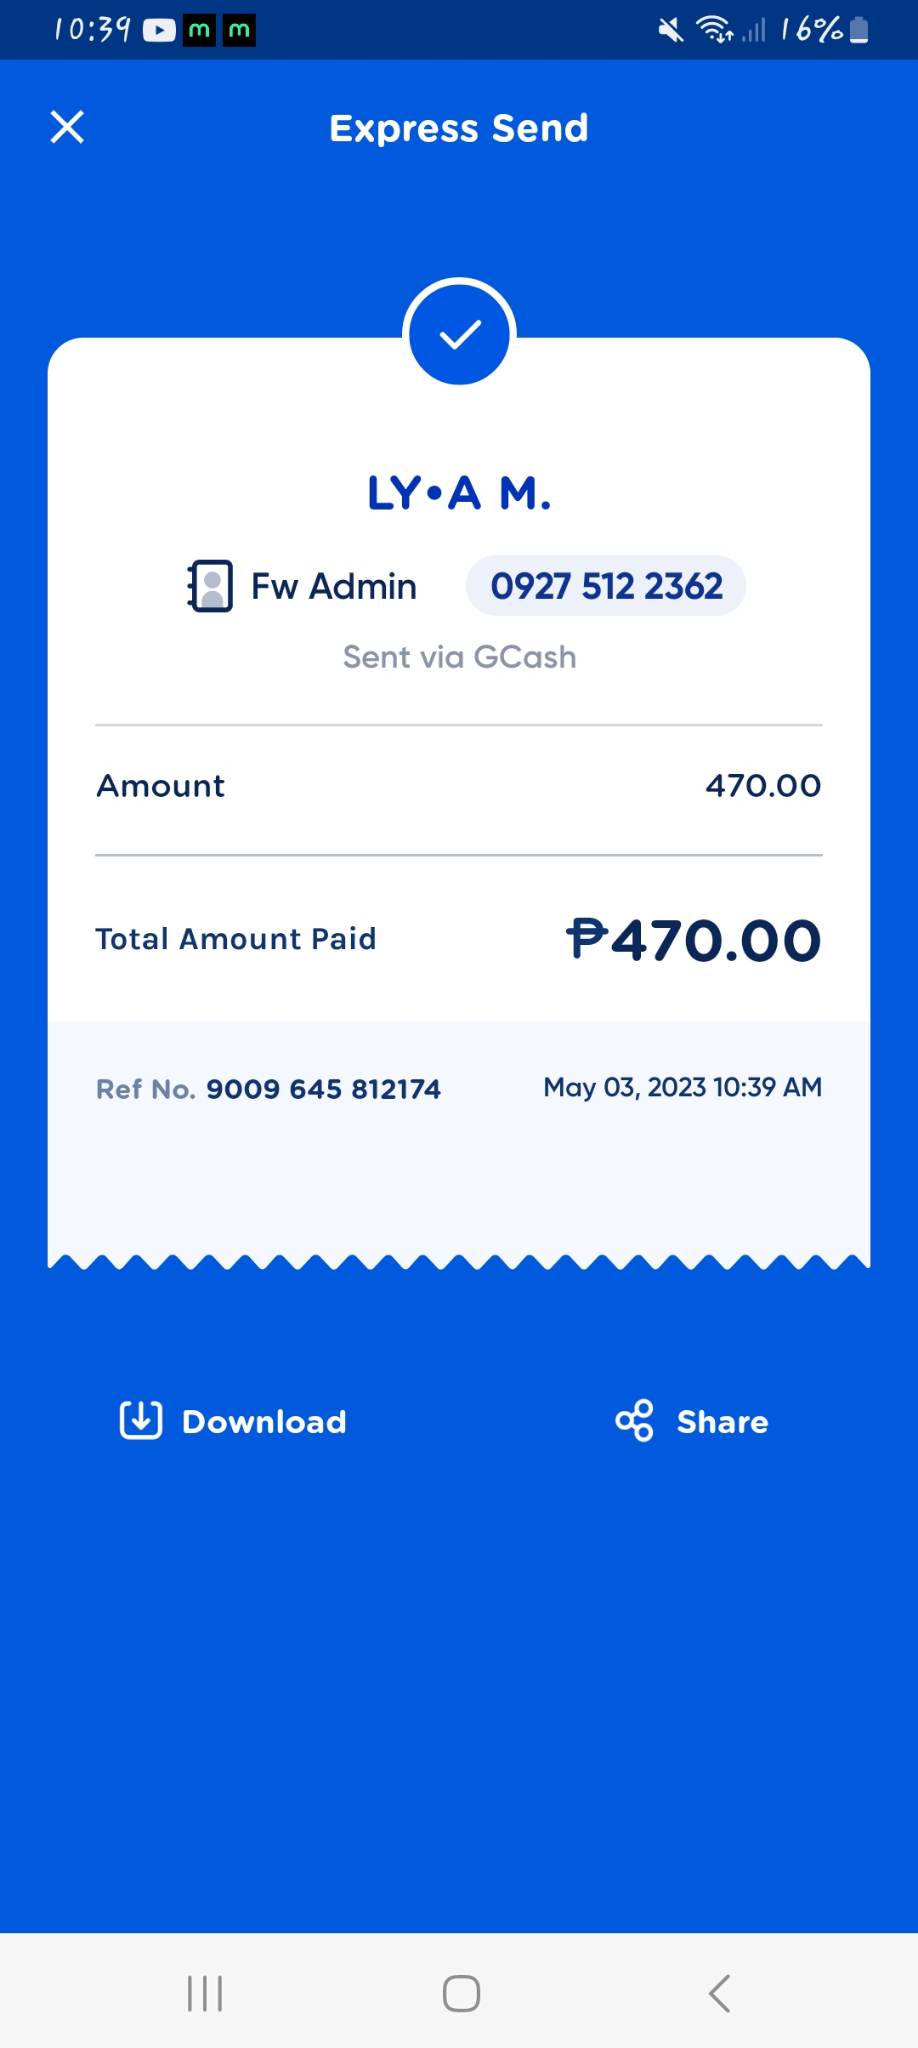 10:39 m m 16%
Express Send
LY•A M.
Fw Admin 0927 512 2362
Sent via GCash
Amount 470.00
Total Amount Paid ₱470.00
Ref No. 9009 645 812174 May 03, 2023 10:39 AM
Download Share